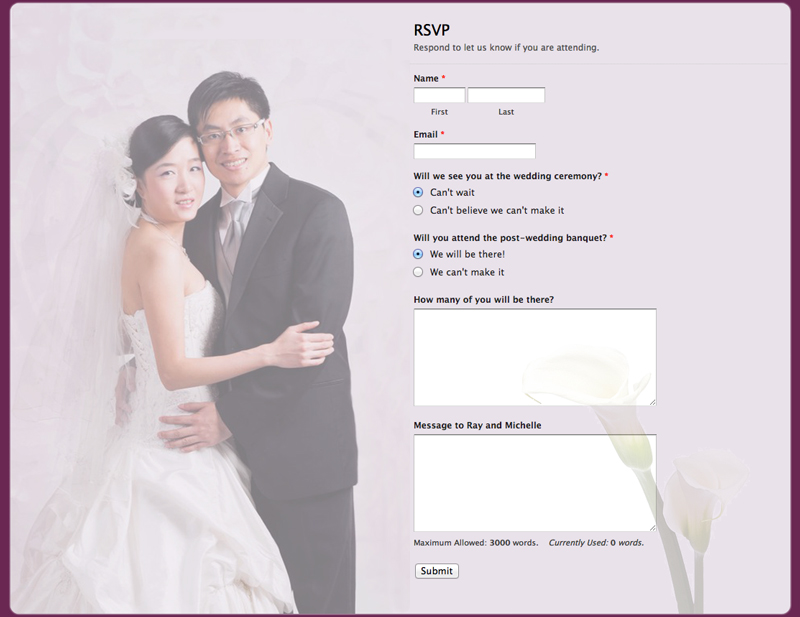 RSVP
Respond to let us know if you are attending.
Name *
First Last
Email *
Will we see you at the wedding ceremony? *
Can't wait
Can't believe we can't make it
Will you attend the post-wedding banquet? *
We will be there!
We can't make it
How many of you will be there?
Message to Ray and Michelle
Maximum Allowed: 3000 words. Currently Used: 0 words.
Submit